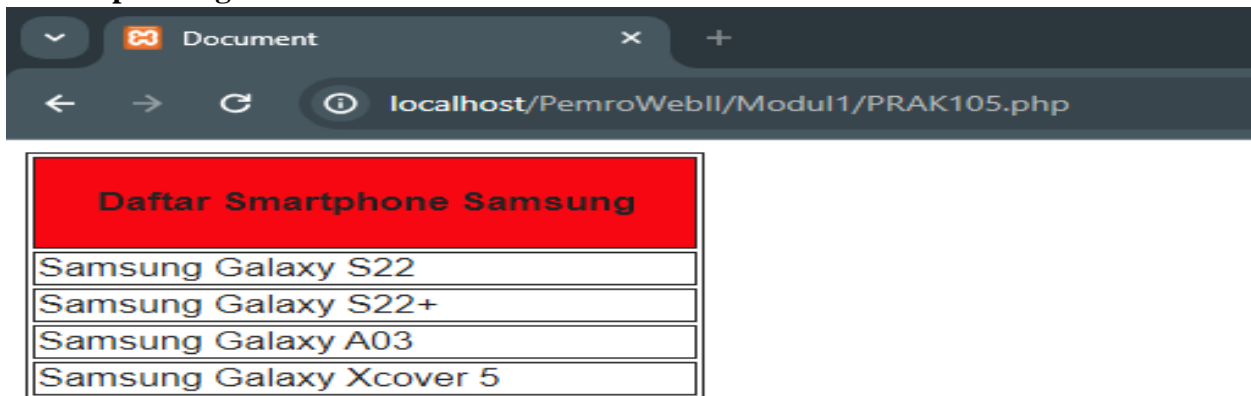 Document
localhost/PemroWebII/Modul1/PRAK105.php
Daftar Smartphone Samsung
Samsung Galaxy S22
Samsung Galaxy S22+
Samsung Galaxy A03
Samsung Galaxy Xcover 5